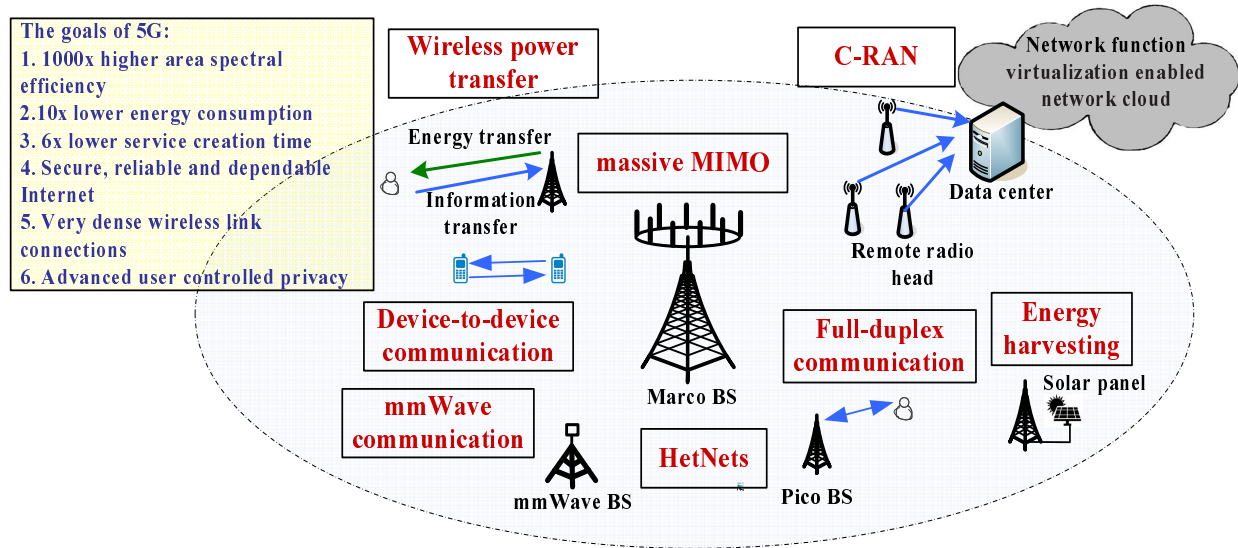 The goals of 5G:
1. 1000x higher area spectral
efficiency
2.10x lower energy consumption
3. 6x lower service creation time
4. Secure, reliable and dependable
Internet
5. Very dense wireless link
connections
6. Advanced user controlled privacy
Wireless power
transfer
C-RAN
Network function
virtualization enabled
network cloud
Energy transfer
Information
transfer
massive MIMO
Data center
Remote radio
head
Device-to-device
communication
Marco BS
Full-duplex
communication
Energy
harvesting
Solar panel
mmWave
communication
mmWave BS
HetNets
Pico BS